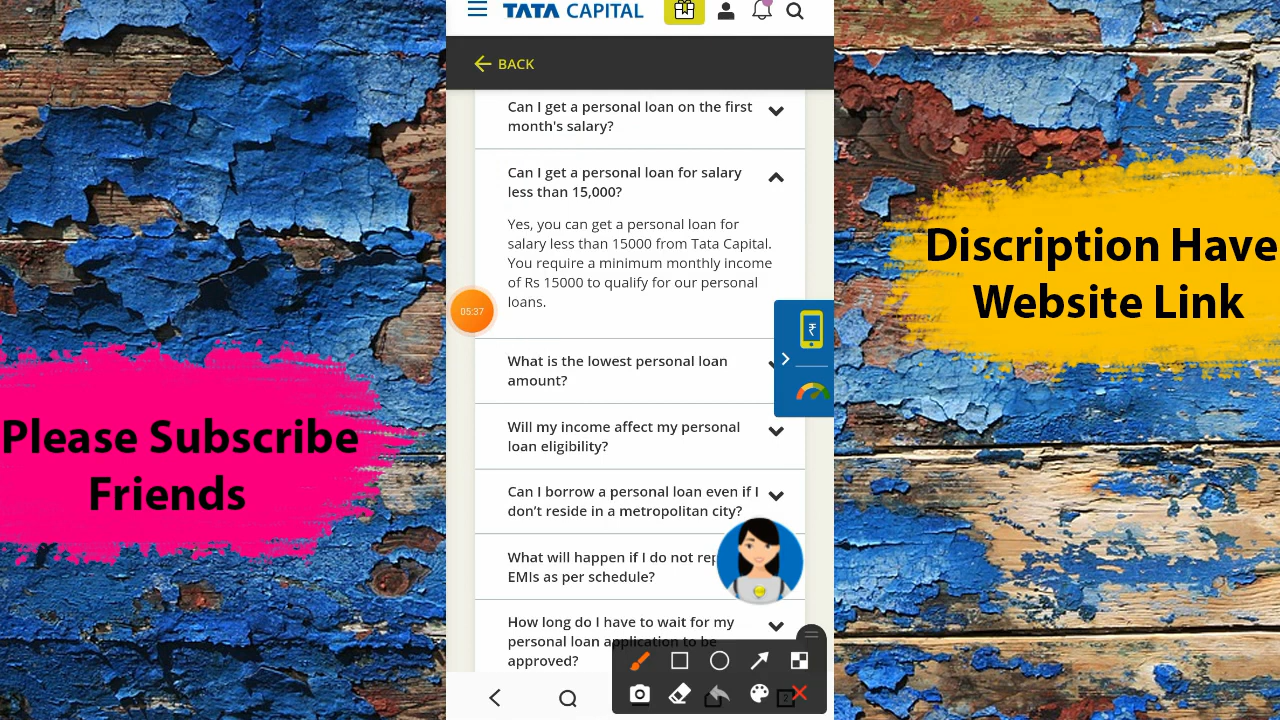 TATA CAPITAL
BACK
Can I get a personal loan on the first
month's salary?
Can I get a personal loan for salary
less than 15,000?
Yes, you can get a personal loan for
salary less than 15000 from Tata Capital.
You require a minimum monthly income
of Rs 15000 to qualify for our personal
loans.
05:37
What is the lowest personal loan
amount?
Will my income affect my personal
loan eligibility?
Can I borrow a personal loan even if I
don't reside in a metropolitan city?
What will happen if I do not
EMIs as per schedule?
How long do I have to wait for my
personal loan application to be
approved?
Please Subscribe
Friends
Discription Have
Website Link